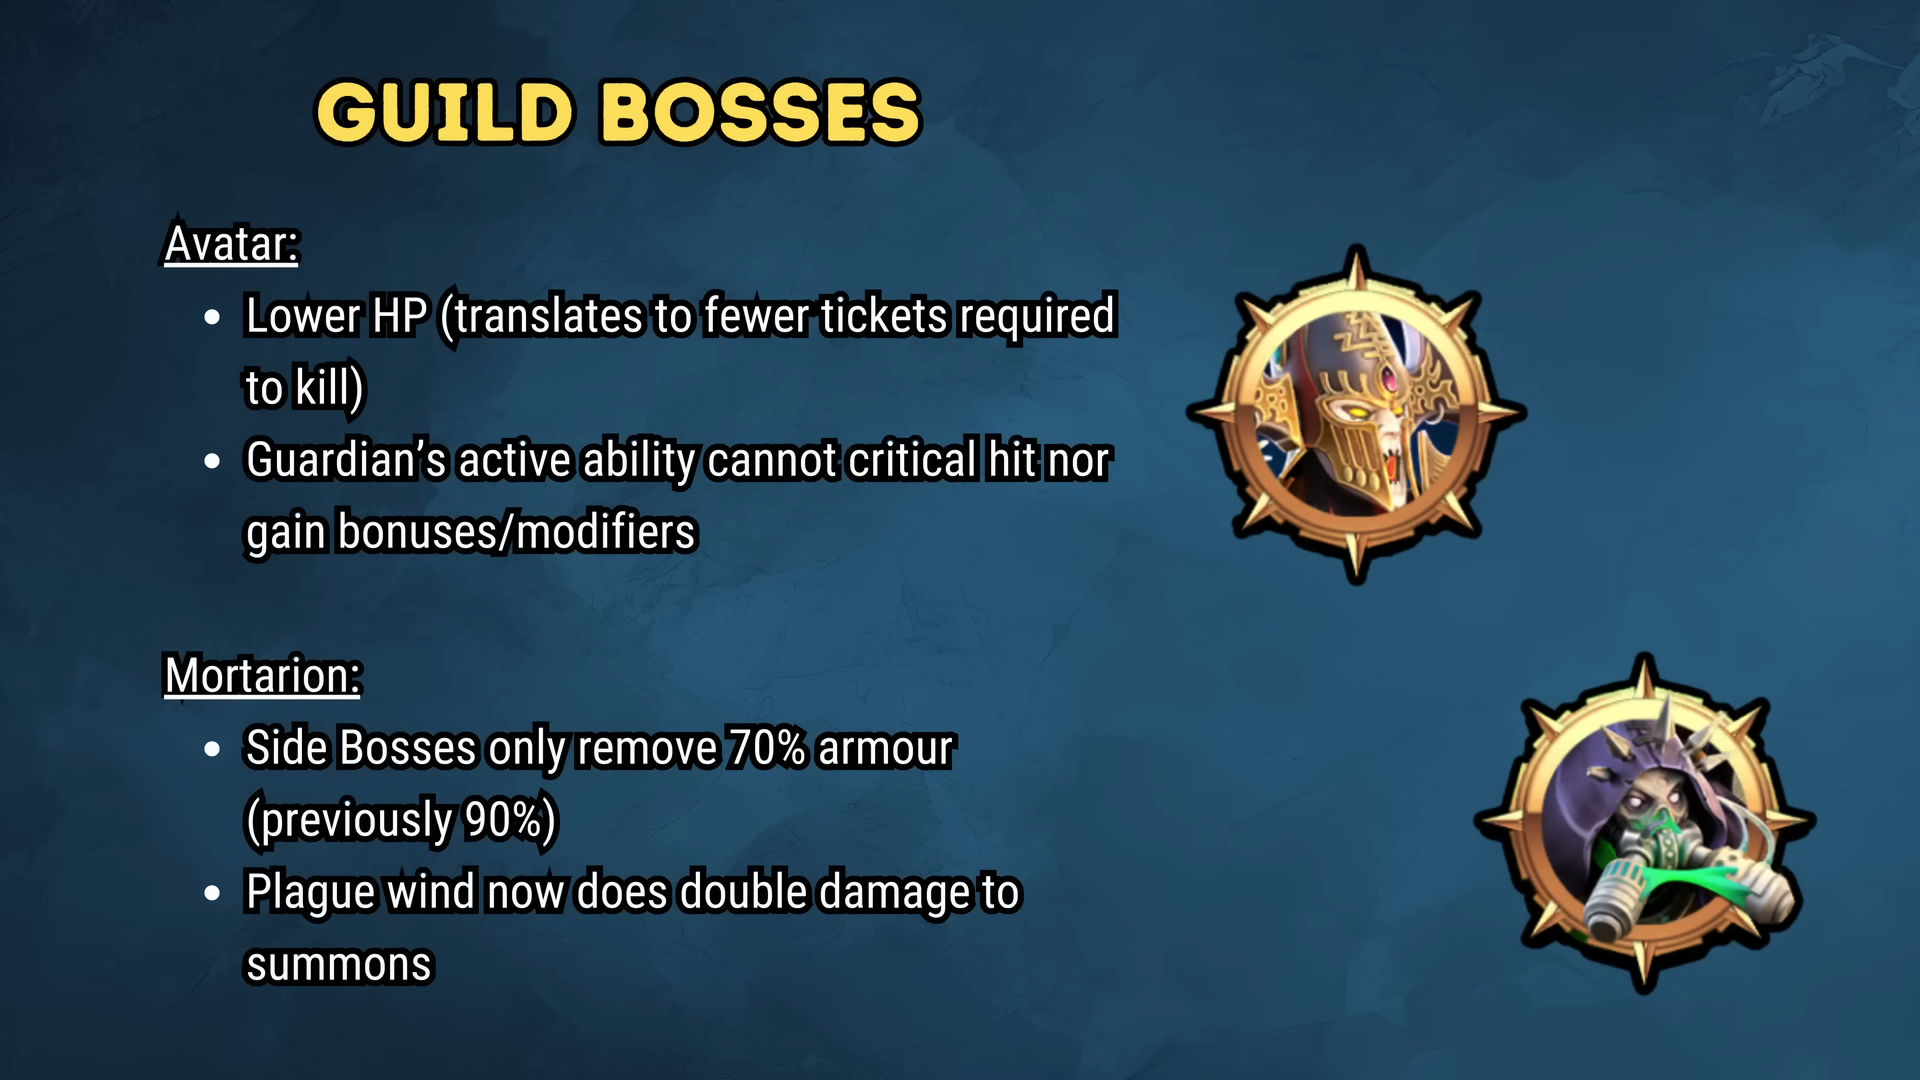 GUILD BOSSES
Avatar:
• Lower HP (translates to fewer tickets required
to kill)
• Guardian’s active ability cannot critical hit nor
gain bonuses/modifiers
Mortarion:
• Side Bosses only remove 70% armour
(previously 90%)
• Plague wind now does double damage to
summons